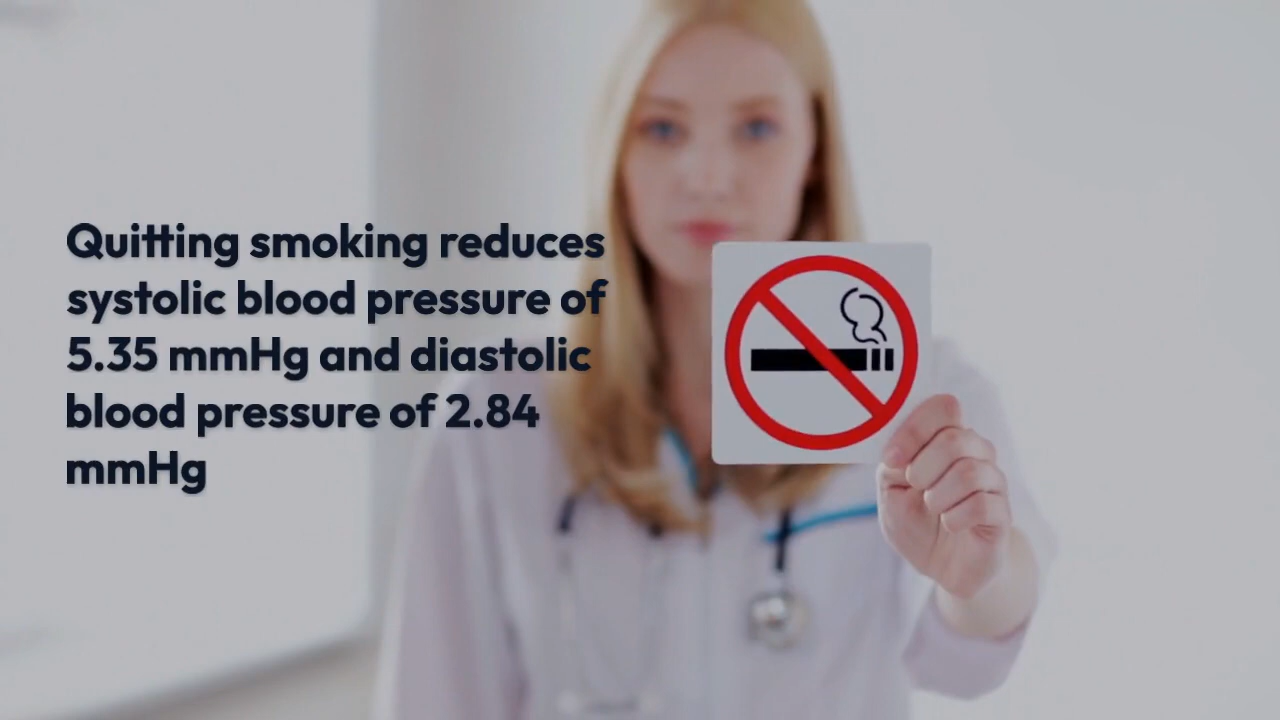 Quitting smoking reduces
systolic blood pressure of
5.35 mmHg and diastolic
blood pressure of 2.84
mmHg